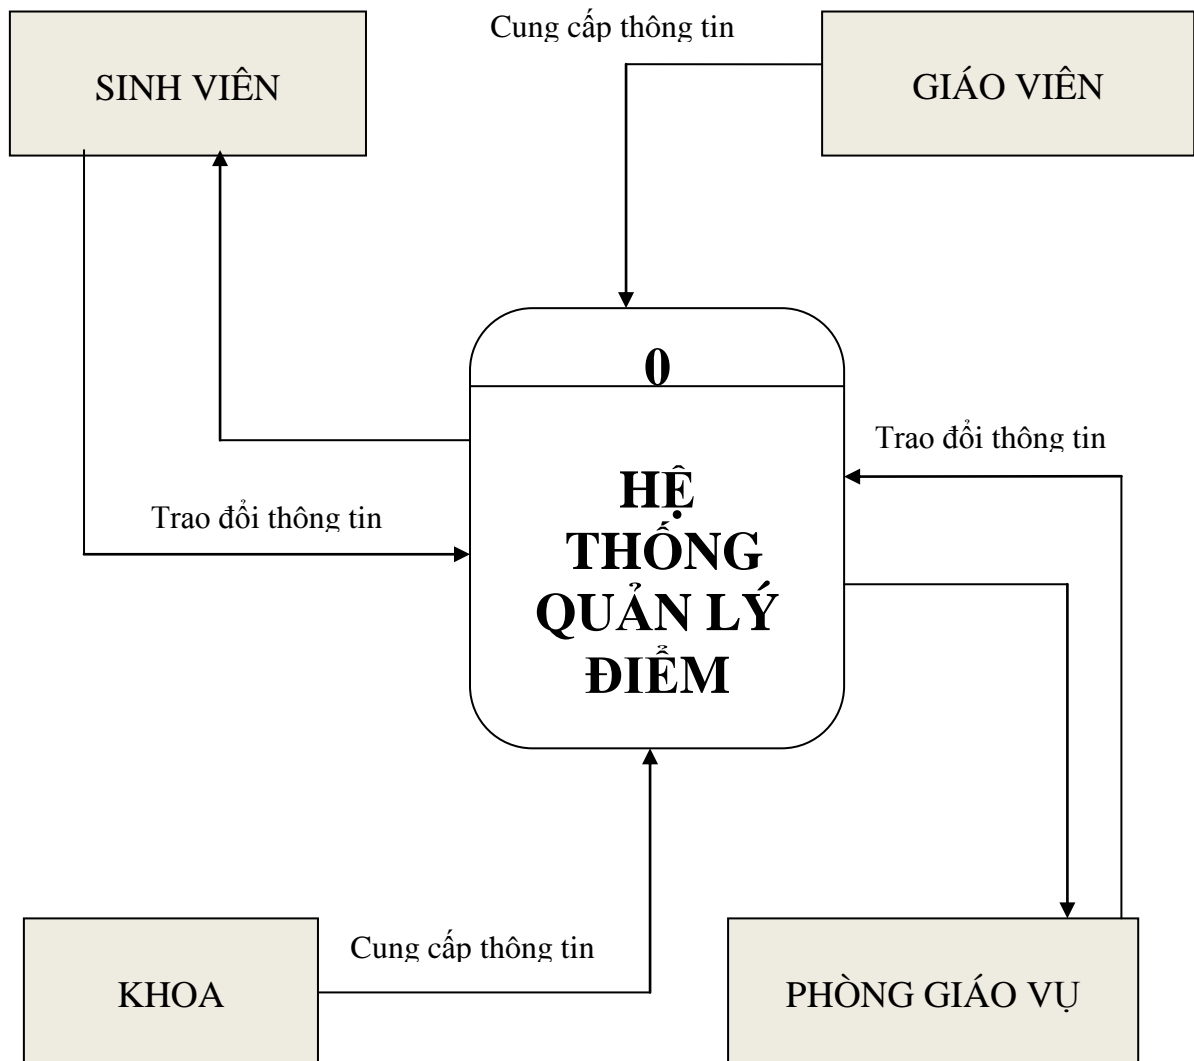 Cung cấp thông tin
SINH VIÊN
GIÁO VIÊN
0
Trao đổi thông tin
HỆ
THỐNG
QUẢN LÝ
ĐIỂM
Trao đổi thông tin
Cung cấp thông tin
KHOA
PHÒNG GIÁO VỤ